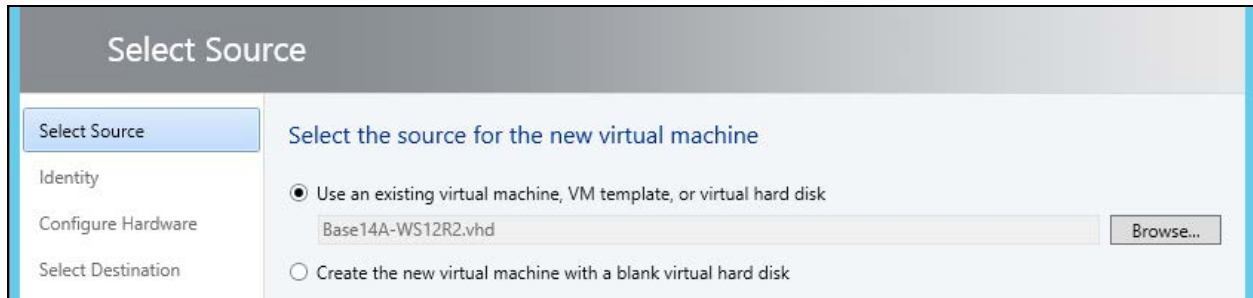 Select Source
Select Source
Identity
Configure Hardware
Select Destination
Select the source for the new virtual machine
Use an existing virtual machine, VM template, or virtual hard disk
Base14A-WS12R2.vhd
Browse...
Create the new virtual machine with a blank virtual hard disk